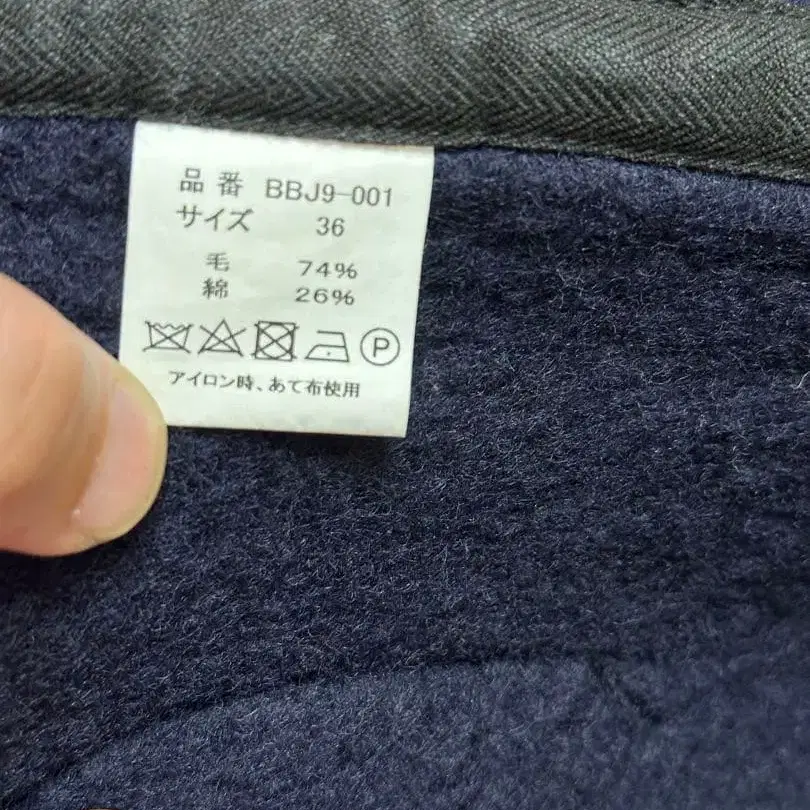 品番 BBJ9-001
サイズ 36
毛 74%
綿 26%
P
アイロン時、あて布使用